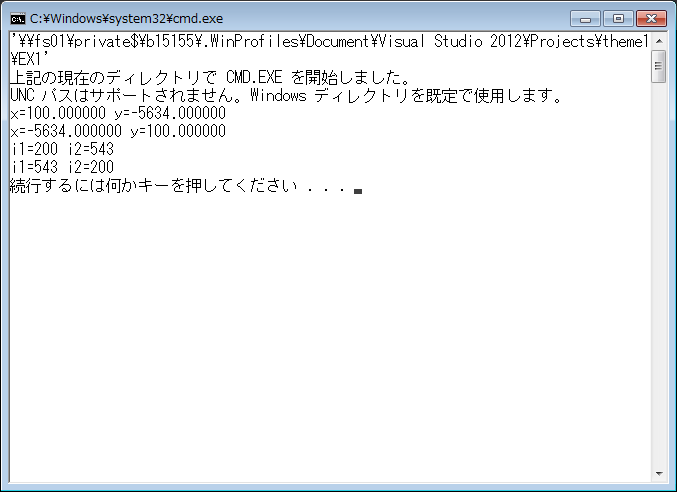 C:¥Windows¥system32¥cmd.exe
'¥¥fs01¥private$¥b15155¥.WinProfiles¥Document¥Visual Studio 2012¥Projects¥theme1
¥EX1'
上記の現在のディレクトリで CMD.EXE を開始しました。
UNC パスはサポートされません。Windows ディレクトリを既定で使用します。
x=100.000000 y=-5634.000000
x=-5634.000000 y=100.000000
i1=200 i2=543
i1=543 i2=200
続行するには何かキーを押してください . . .